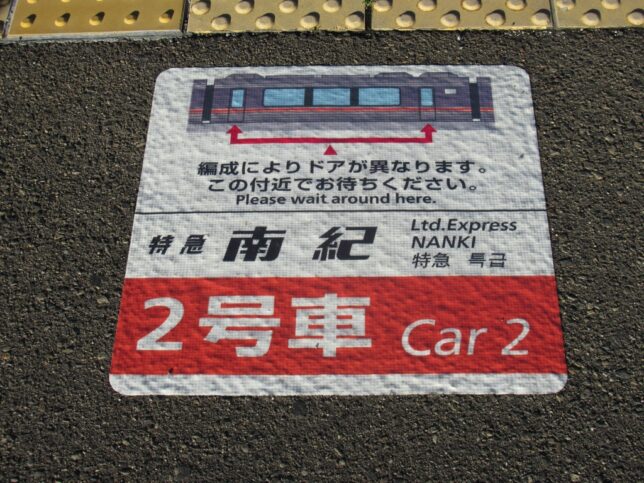 編成によりドアが異なります。
この付近でお待ちください。
Please wait around here.
特急 南紀
Ltd.Express
NANKI
特急 특급
2号車 Car 2